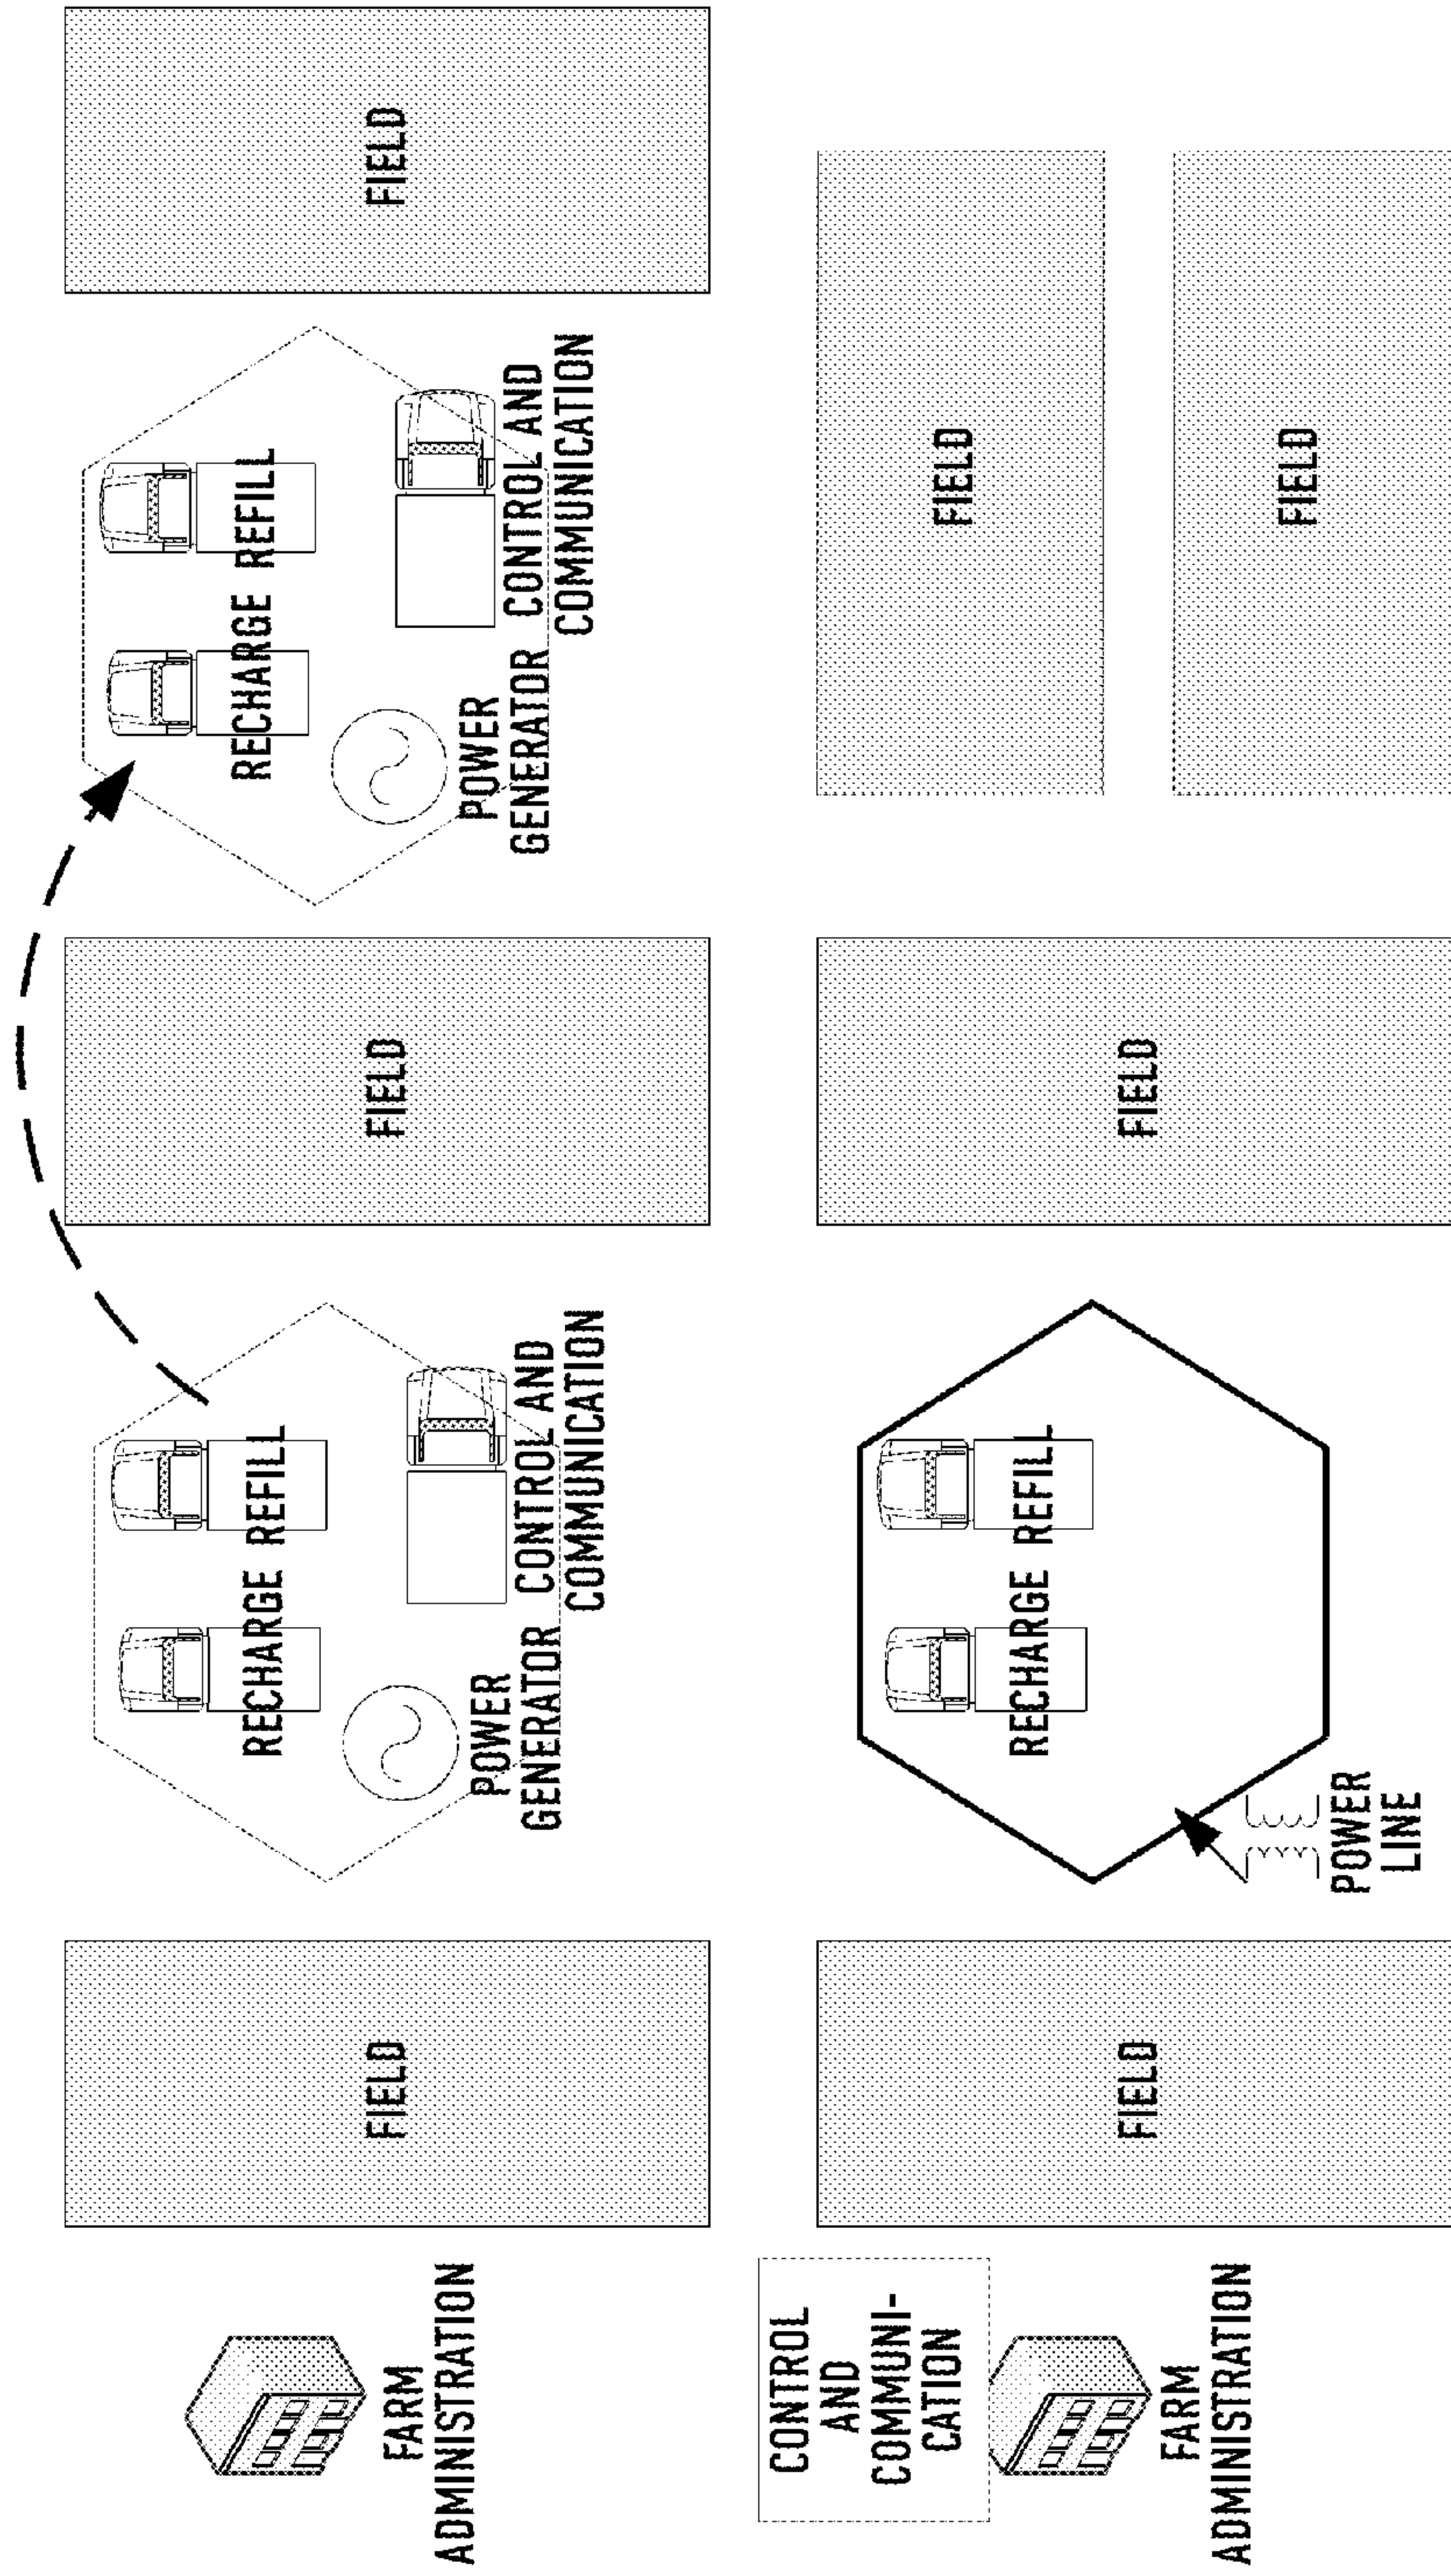 FARM
ADMINISTRATION
FIELD
RECHARGE
REFILL
POWER
GENERATOR
CONTROL AND
COMMUNICATION
FIELD
RECHARGE
REFILL
POWER
GENERATOR
CONTROL AND
COMMUNICATION
FIELD
CONTROL
AND
COMMUNI-
CATION
FARM
ADMINISTRATION
FIELD
RECHARGE
REFILL
POWER
LINE
FIELD
FIELD
FIELD